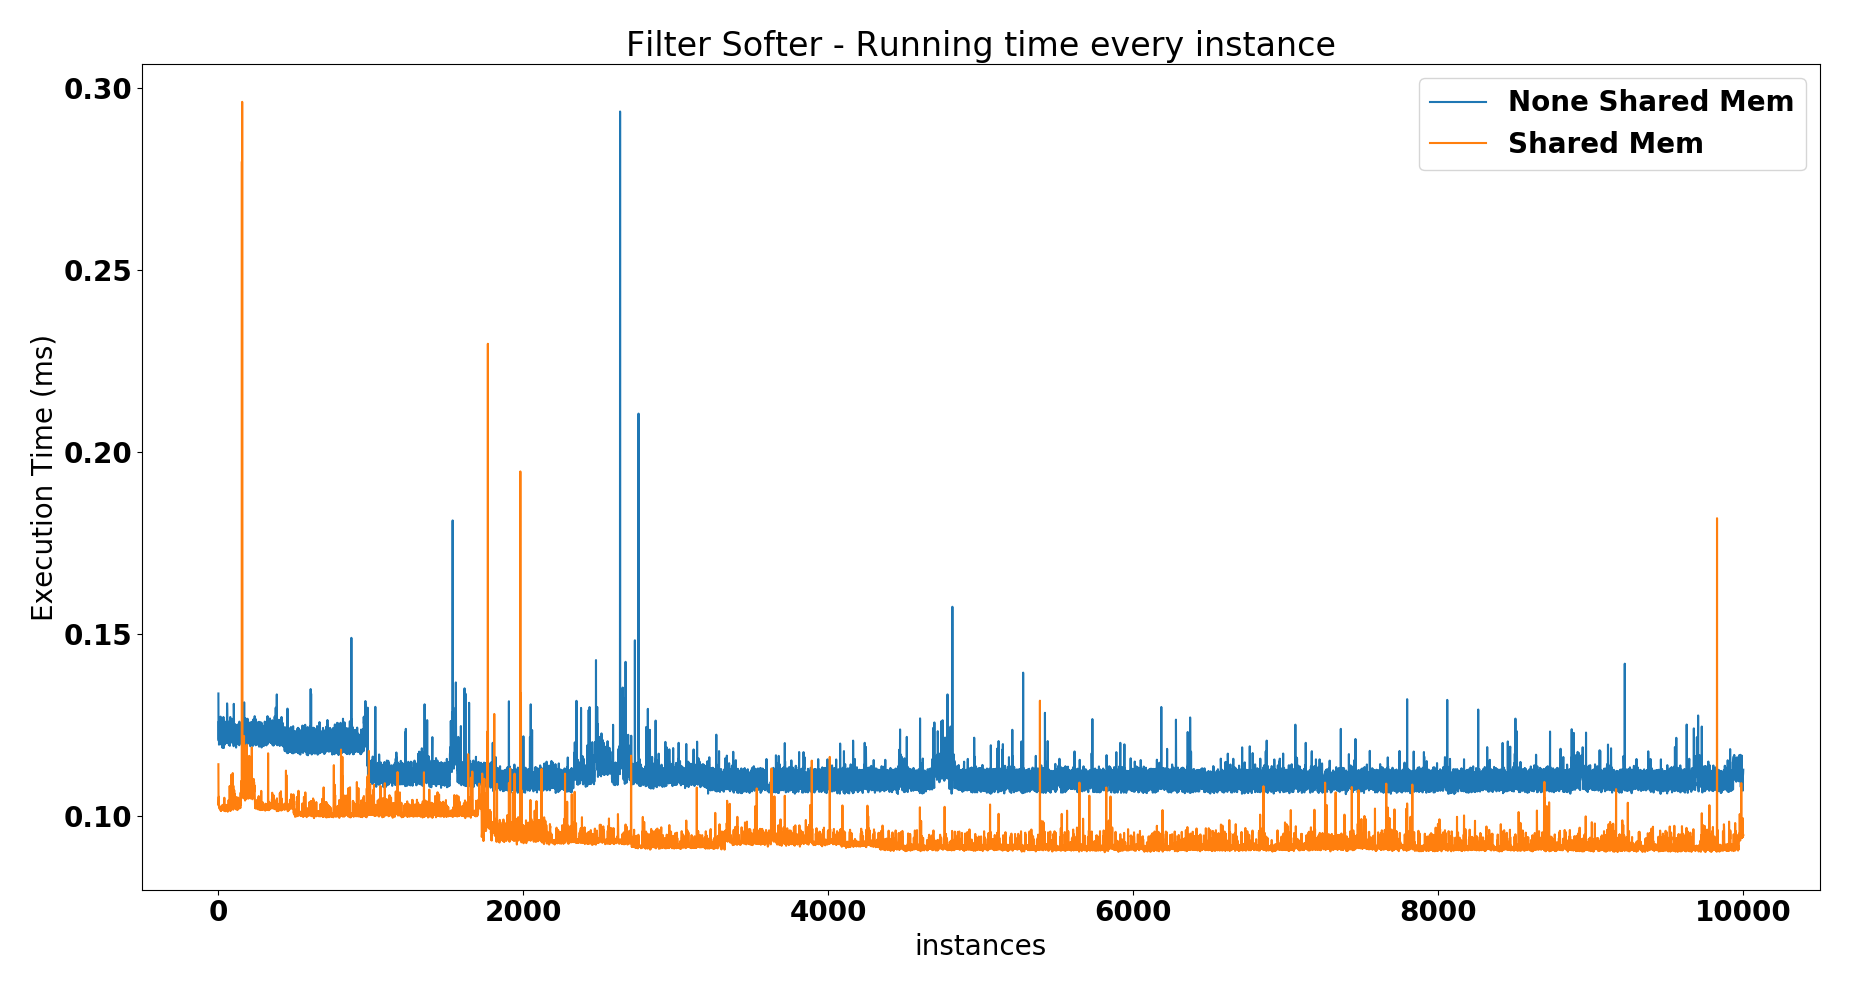 Filter Softer - Running time every instance
None Shared Mem
Shared Mem
Execution Time (ms)
0.30
0.25
0.20
0.15
0.10
0 2000 4000 6000 8000 10000
instances